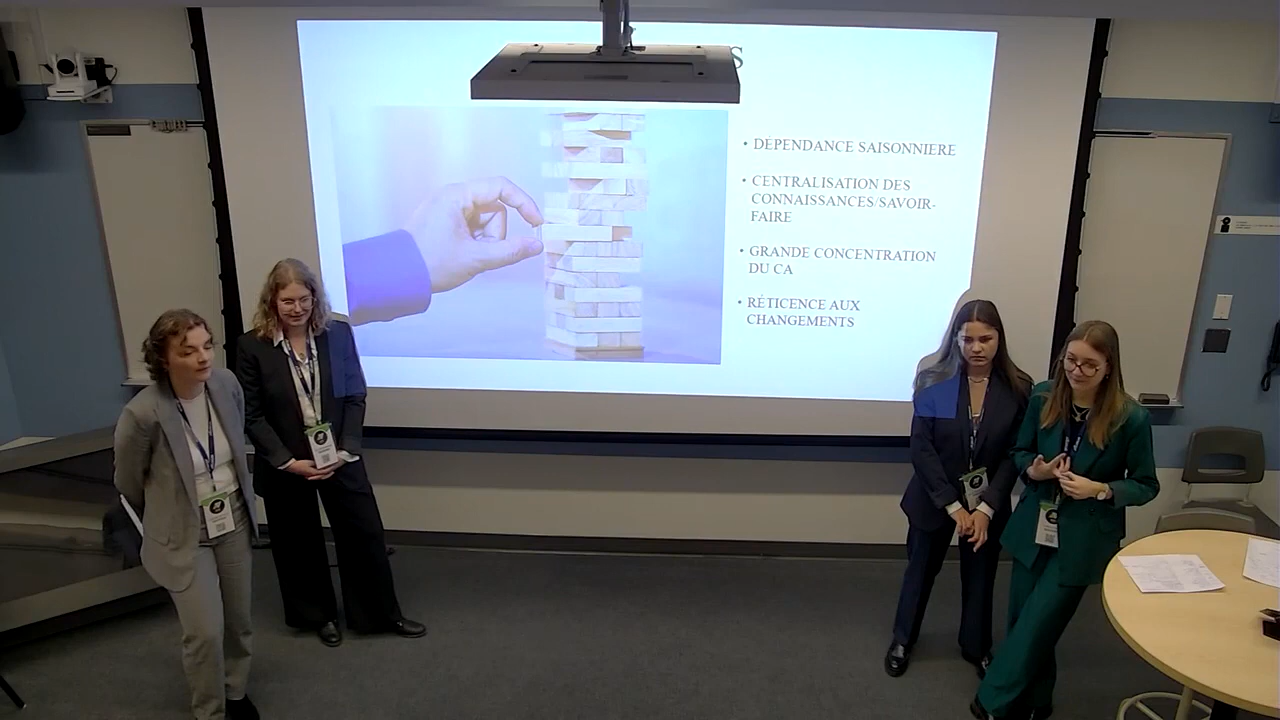 • DÉPENDANCE SAISONNIERE
• CENTRALISATION DES
CONNAISSANCES/SAVOIR-
FAIRE
• GRANDE CONCENTRATION
DU CA
• RÉTICENCE AUX
CHANGEMENTS